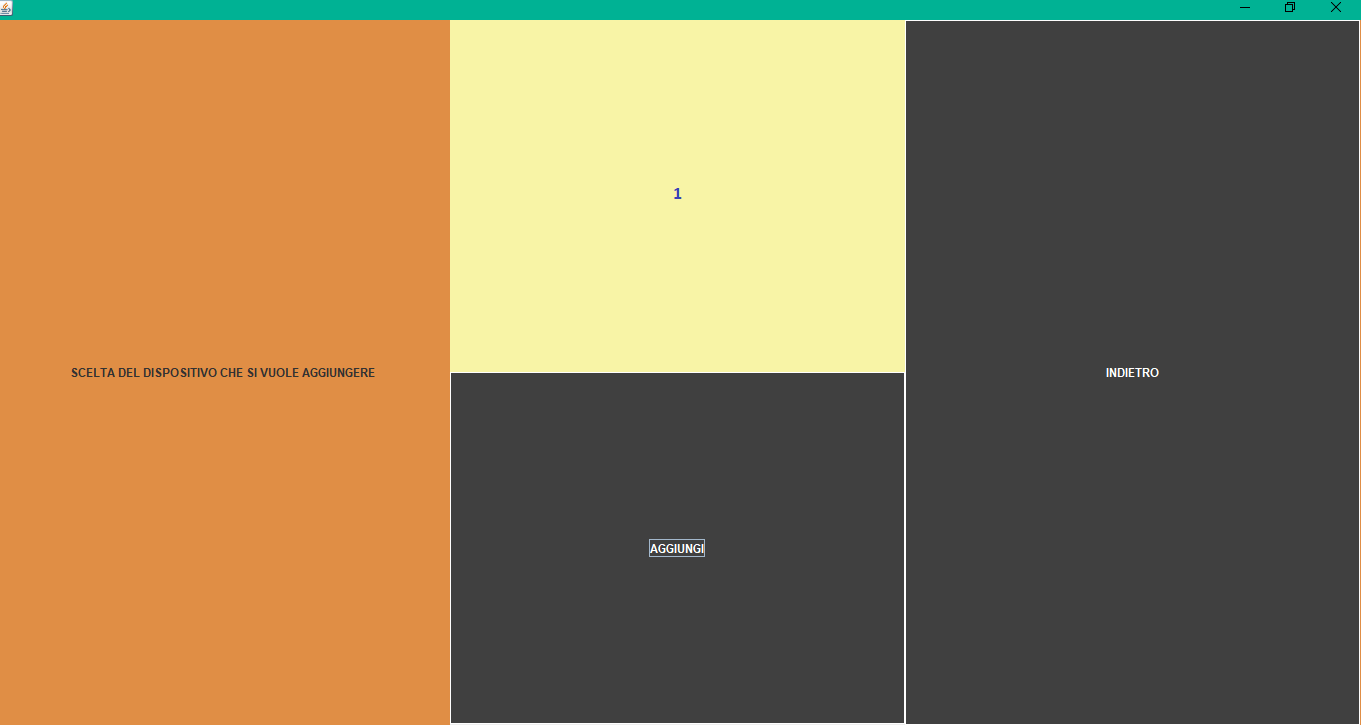 SCELTA DEL DISPOSITIVO CHE SI VUOLE AGGIUNGERE
1
AGGIUNGI
INDIETRO